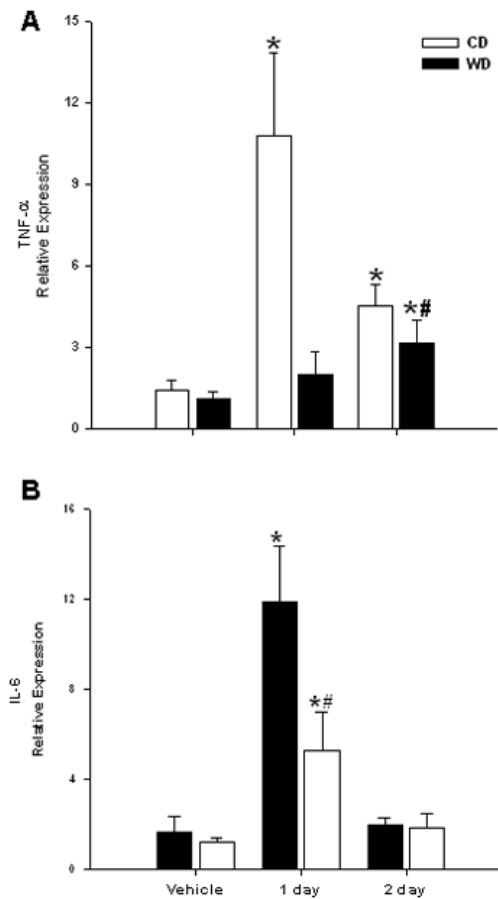 A
15
*
CD
WD
12
9
TNF-α
Relative Expression
6
*
*#
3
0
B
16
*
12
IL-6
Relative Expression
8
*#
4
0
Vehicle 1 day 2 day